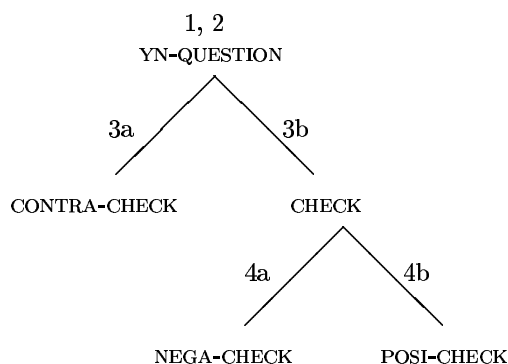 1, 2
YN-QUESTION
3a 3b
CONTRA-CHECK CHECK
4a 4b
NEGA-CHECK POSI-CHECK